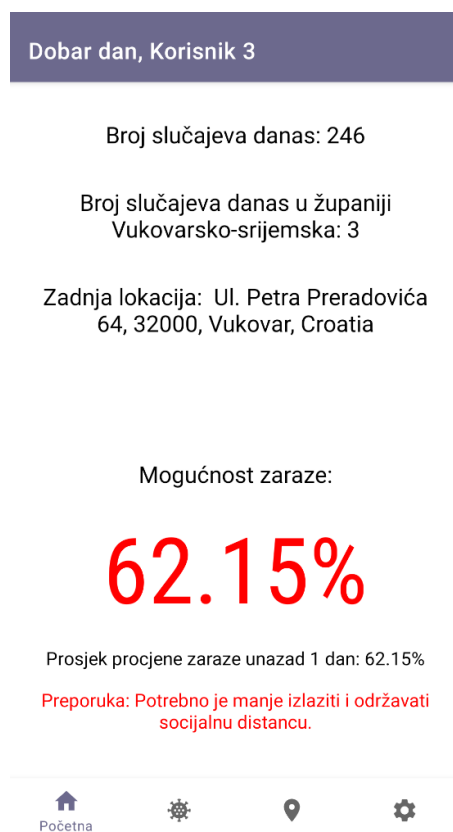 Dobar dan, Korisnik 3
Broj slučajeva danas: 246
Broj slučajeva danas u županiji
Vukovarsko-srijemska: 3
Zadnja lokacija:  Ul. Petra Preradovića
64, 32000, Vukovar, Croatia
Mogućnost zaraze:
62.15%
Prosjek procjene zaraze unazad 1 dan: 62.15%
Preporuka: Potrebno je manje izlaziti i održavati
socijalnu distancu.
Početna